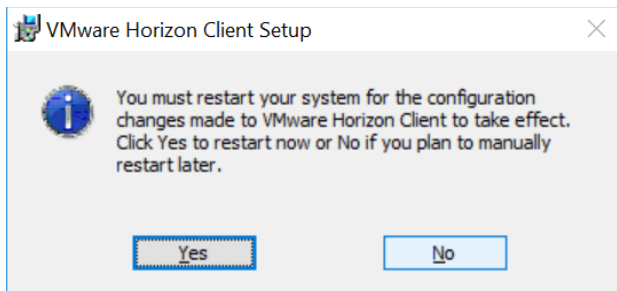 VMware Horizon Client Setup
You must restart your system for the configuration
changes made to VMware Horizon Client to take effect.
Click Yes to restart now or No if you plan to manually
restart later.
Yes
No